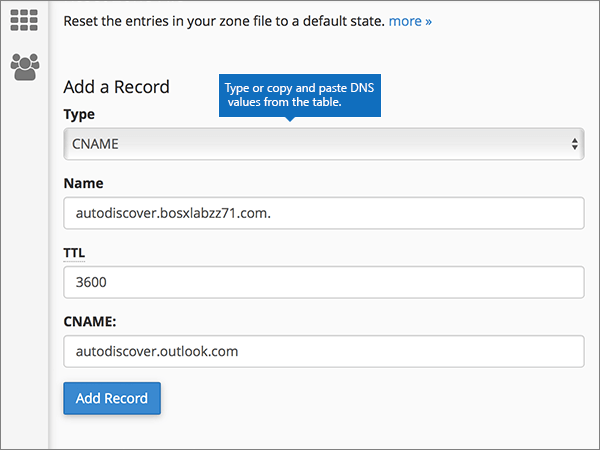 Reset the entries in your zone file to a default state. more »
Add a Record
Type or copy and paste DNS
values from the table.
Type
CNAME
Name
autodiscover.bosxlabzz71.com.
TTL
3600
CNAME:
autodiscover.outlook.com
Add Record